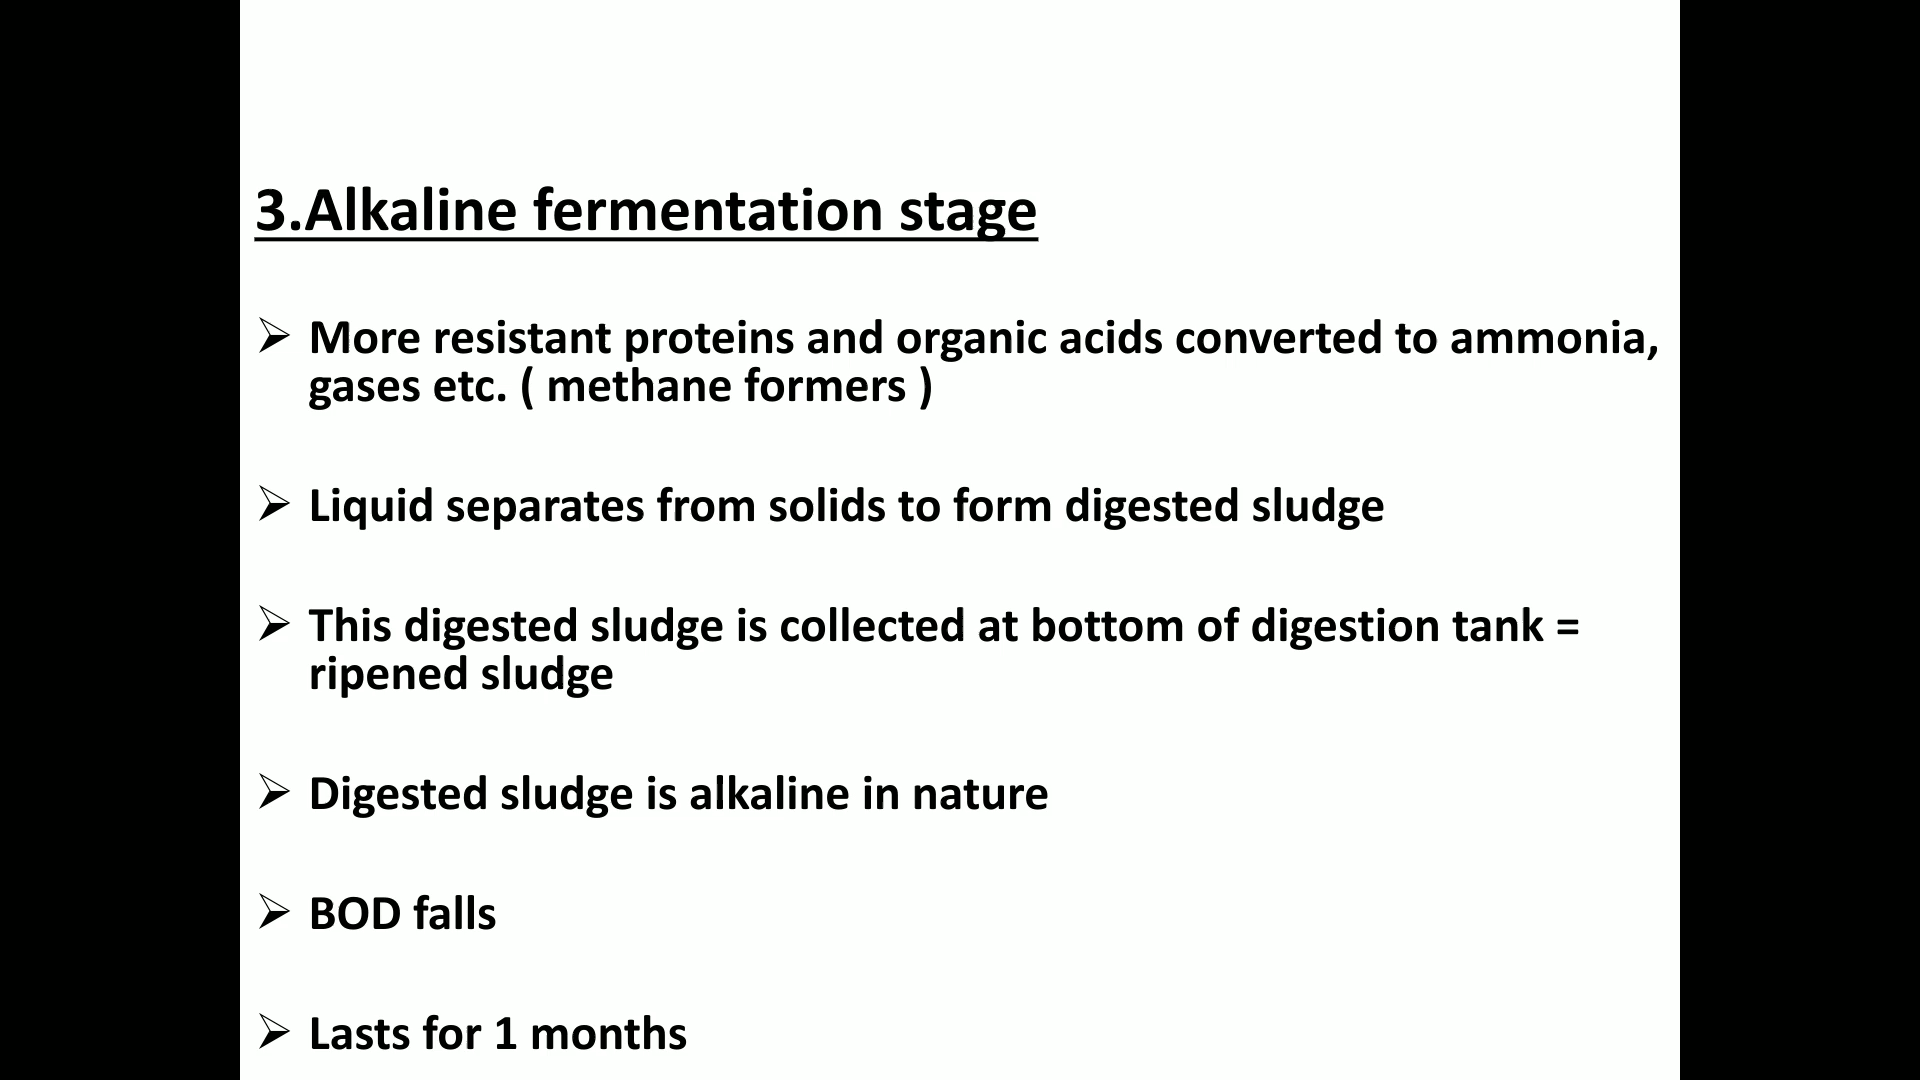 3.Alkaline fermentation stage
➢ More resistant proteins and organic acids converted to ammonia,
gases etc. ( methane formers )
➢ Liquid separates from solids to form digested sludge
➢ This digested sludge is collected at bottom of digestion tank =
ripened sludge
➢ Digested sludge is alkaline in nature
➢ BOD falls
➢ Lasts for 1 months